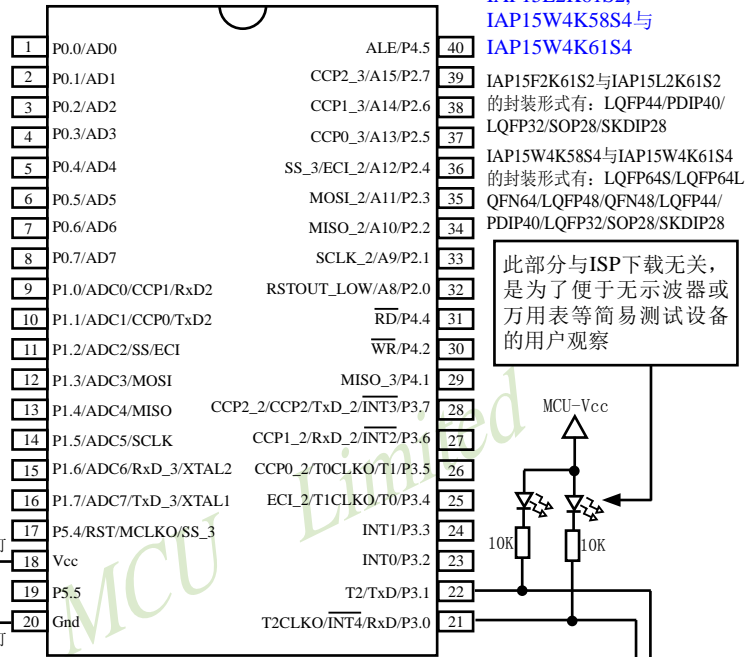 IAP15W4K58S4与
IAP15W4K61S4
IAP15F2K61S2与IAP15L2K61S2
的封装形式有：LQFP44/PDIP40/
LQFP32/SOP28/SKDIP28
IAP15W4K58S4与IAP15W4K61S4
的封装形式有：LQFP64S/LQFP64L
QFN64/LQFP48/QFN48/LQFP44/
PDIP40/LQFP32/SOP28/SKDIP28
此部分与ISP下载无关，
是为了便于无示波器或
万用表等简易测试设备
的用户观察
MCU-Vcc
10K
10K
1 P0.0/AD0 ALE/P4.5 40
2 P0.1/AD1 CCP2_3/A15/P2.7 39
3 P0.2/AD2 CCP1_3/A14/P2.6 38
4 P0.3/AD3 CCP0_3/A13/P2.5 37
5 P0.4/AD4 SS_3/ECI_2/A12/P2.4 36
6 P0.5/AD5 MOSI_2/A11/P2.3 35
7 P0.6/AD6 MISO_2/A10/P2.2 34
8 P0.7/AD7 SCLK_2/A9/P2.1 33
9 P1.0/ADC0/CCP1/RxD2 RSTOUT_LOW/A8/P2.0 32
10 P1.1/ADC1/CCP0/TxD2 RD/P4.4 31
11 P1.2/ADC2/SS/ECI WR/P4.2 30
12 P1.3/ADC3/MOSI MISO_3/P4.1 29
13 P1.4/ADC4/MISO CCP2_2/CCP2/TxD_2/INT3/P3.7 28
14 P1.5/ADC5/SCLK CCP1_2/RxD_2/INT2/P3.6 27
15 P1.6/ADC6/RxD_3/XTAL2 CCP0_2/T0CLKO/T1/P3.5 26
16 P1.7/ADC7/TxD_3/XTAL1 ECI_2/T1CLKO/T0/P3.4 25
17 P5.4/RST/MCLKO/SS_3 INT1/P3.3 24
18 Vcc INT0/P3.2 23
19 P5.5 T2/TxD/P3.1 22
20 Gnd T2CLKO/INT4/RxD/P3.0 21
MCU Limited